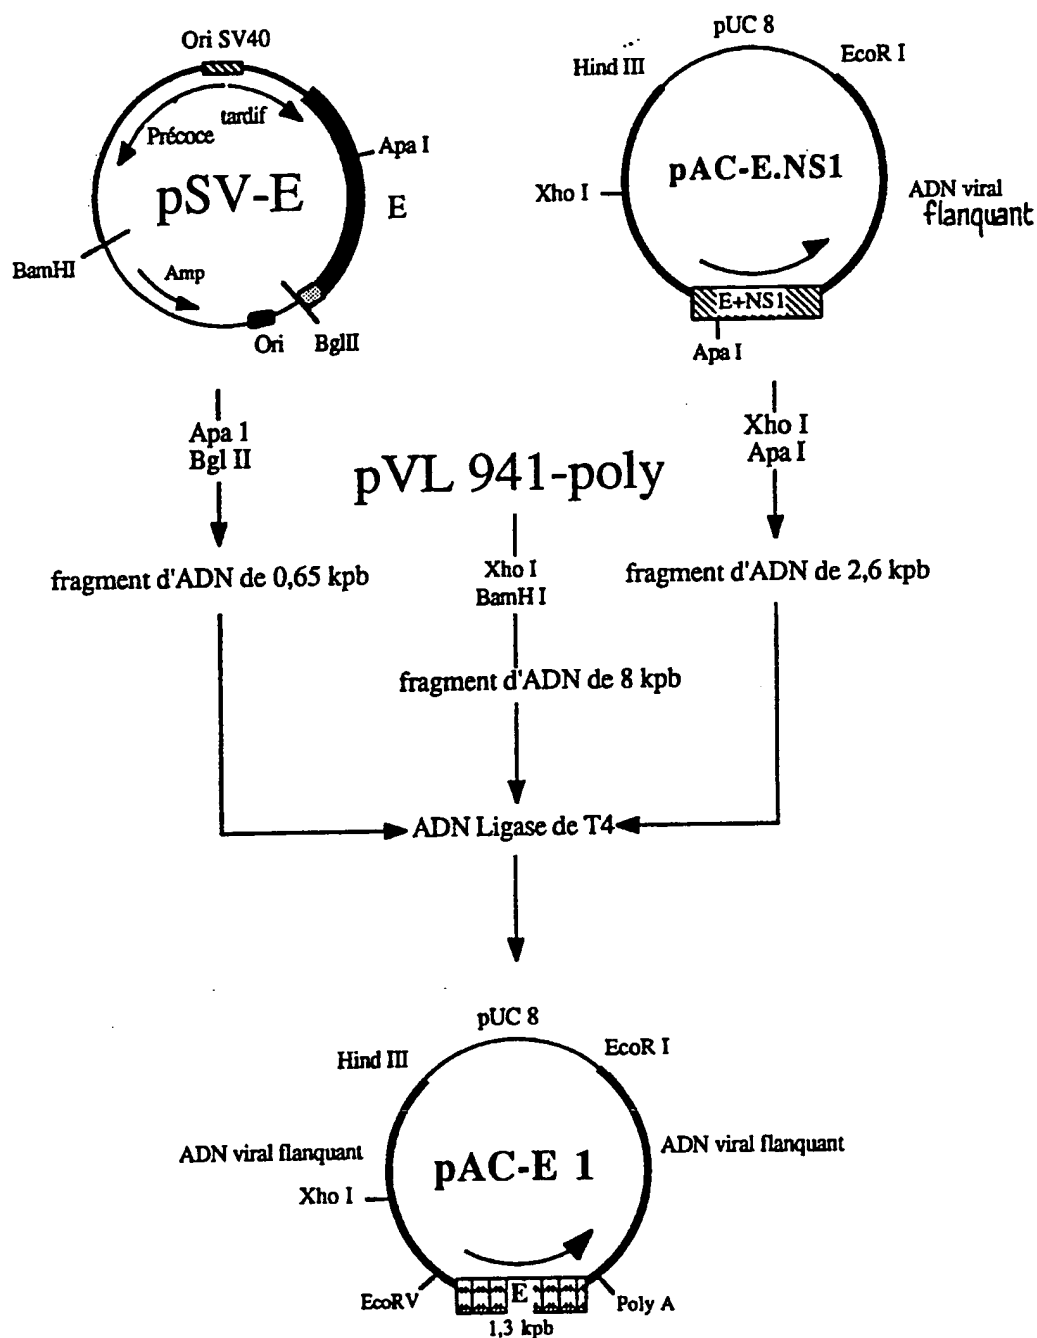 Ori SV40
Précoce
tardif
Apa I
pSV-E
E
BamHI
Amp
Ori
BglII
pUC 8
Hind III
EcoR I
pAC-E.NS1
Xho I
ADN viral
flanquant
E+NS1
Apa I
Apa 1
Bgl II
pVL 941-poly
Xho I
Apa I
fragment d'ADN de 0,65 kpb
Xho I
BamH I
fragment d'ADN de 2,6 kpb
fragment d'ADN de 8 kpb
ADN Ligase de T4
pUC 8
Hind III
EcoR I
ADN viral flanquant
ADN viral flanquant
pAC-E 1
Xho I
EcoRV
E
Poly A
1,3 kpb